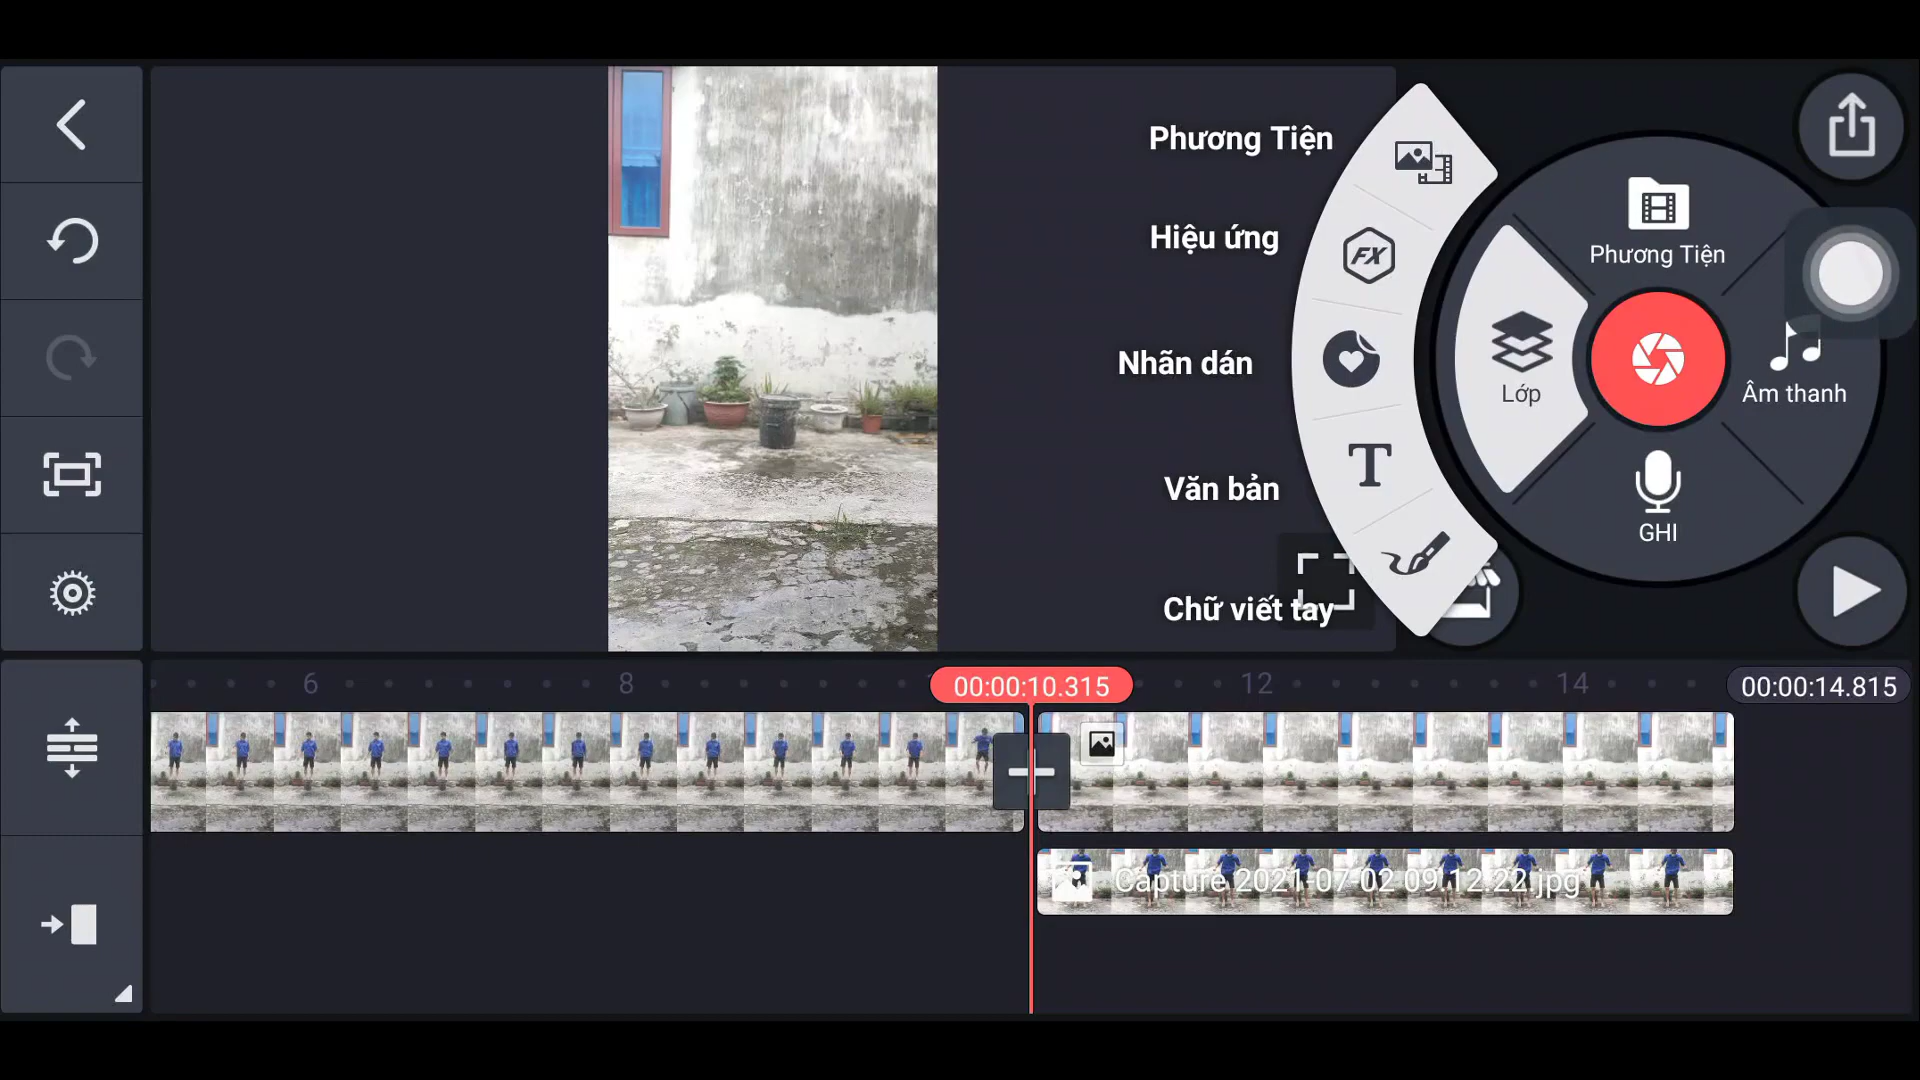 Phương Tiện
Hiệu ứng
Nhãn dán
Văn bản
Chữ viết tay
FX
T
Phương Tiện
Lớp
Âm thanh
GHI
6
8
00:00:10.315
12
14
00:00:14.815
Capture 2021-07-02 09.12.22.jpg